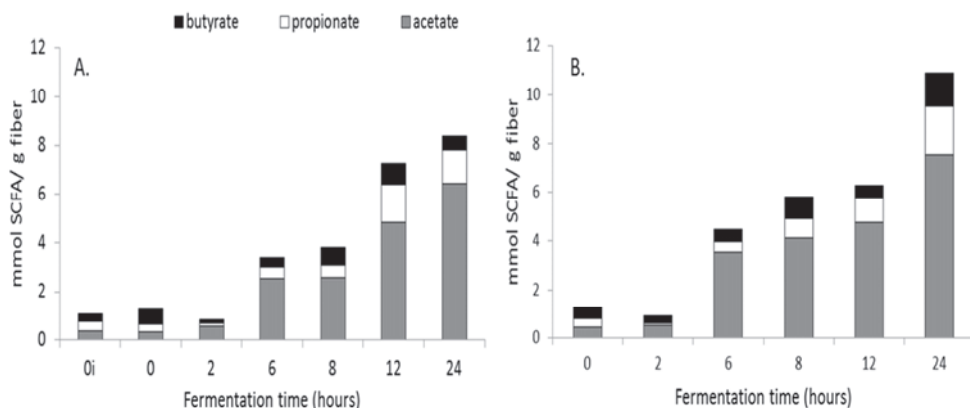 butyrate propionate acetate
A.
mmol SCFA/ g fiber
12
10
8
6
4
2
0
0i 0 2 6 8 12 24
Fermentation time (hours)
B.
mmol SCFA/ g fiber
12
10
8
6
4
2
0
0 2 6 8 12 24
Fermentation time (hours)